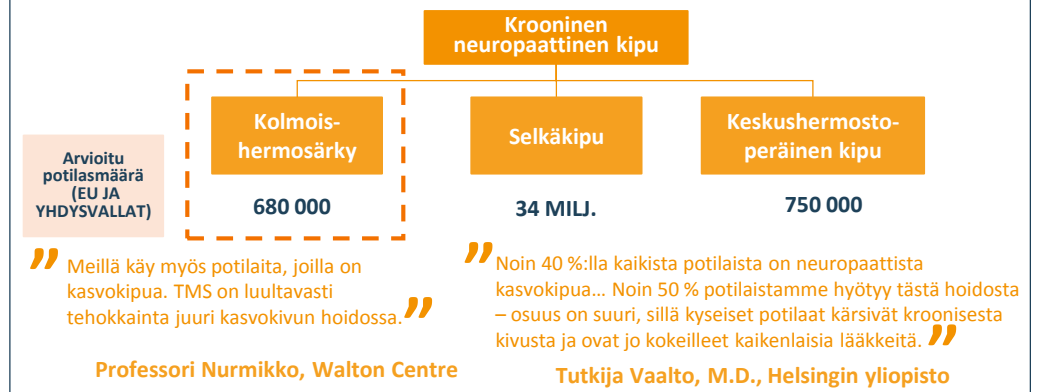 Krooninen
neuropaattinen kipu
Kolmois-
hermosärky
Selkäkipu
Keskushermosto-
peräinen kipu
Arvioitu
potilasmäärä
(EU JA
YHDYSVALLAT)
680 000
34 MILJ.
750 000
” Meillä käy myös potilaita, joilla on
kasvokipua. TMS on luultavasti
tehokkainta juuri kasvokivun hoidossa.”
Professori Nurmikko, Walton Centre
” Noin 40 %:lla kaikista potilaista on neuropaattista
kasvokipua… Noin 50 % potilaistamme hyötyy tästä hoidosta
– osuus on suuri, sillä kyseiset potilaat kärsivät kroonisesta
kivusta ja ovat jo kokeilleet kaikenlaisia lääkkeitä. ”
Tutkija Vaalto, M.D., Helsingin yliopisto